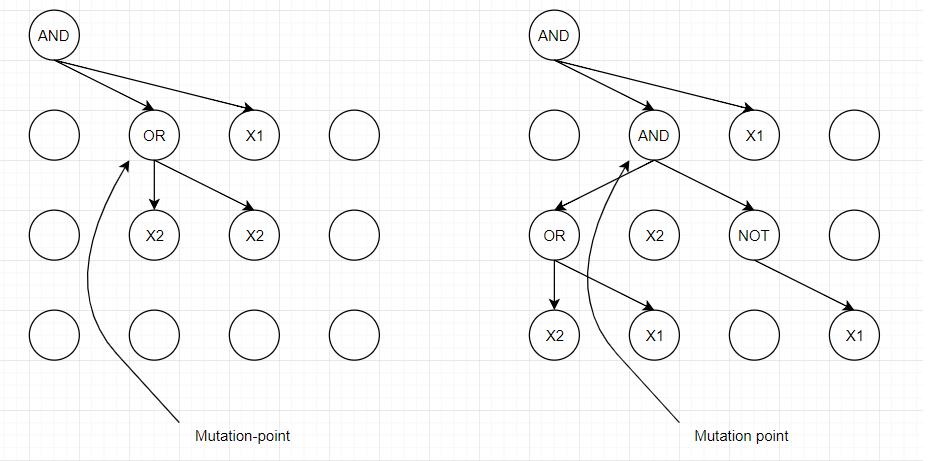 AND
AND
OR
X1
AND
X1
X2
X2
OR
X2
NOT
X2
X1
X1
Mutation-point
Mutation point